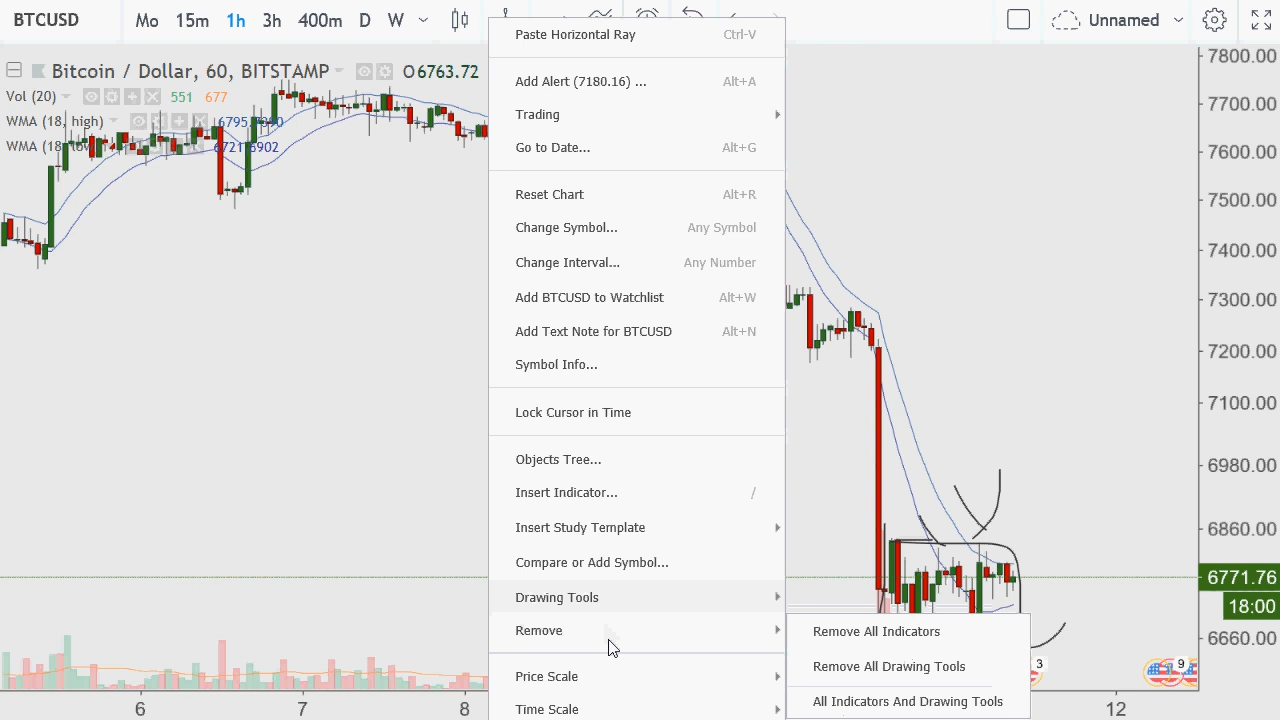 BTCUSD Mo 15m 1h 3h 400m D W Unnamed
Bitcoin / Dollar, 60, BITSTAMP O6763.72
Vol (20) 551 677
WMA (18, high)
WMA (18,
Paste Horizontal Ray Ctrl-V
Add Alert (7180.16) ... Alt+A
Trading
Go to Date... Alt+G
Reset Chart Alt+R
Change Symbol... Any Symbol
Change Interval... Any Number
Add BTCUSD to Watchlist Alt+W
Add Text Note for BTCUSD Alt+N
Symbol Info...
Lock Cursor in Time
Objects Tree...
Insert Indicator... /
Insert Study Template
Compare or Add Symbol...
Drawing Tools
Remove
Price Scale
Time Scale
Remove All Indicators
Remove All Drawing Tools
All Indicators And Drawing Tools
7800.00
7700.00
7600.00
7500.00
7400.00
7300.00
7200.00
7100.00
6980.00
6860.00
6771.76
18:00
6660.00
3 9
6 7 8 12